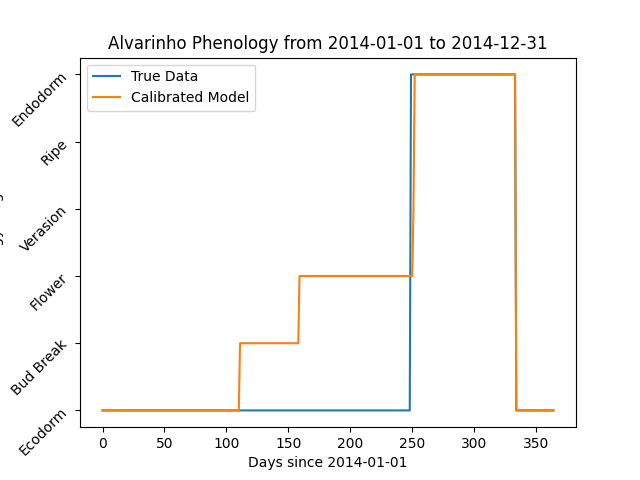 Alvarinho Phenology from 2014-01-01 to 2014-12-31
True Data
Calibrated Model
Endodorm
Ripe
Verasion
Flower
Bud Break
Ecodorm
0 50 100 150 200 250 300 350
Days since 2014-01-01